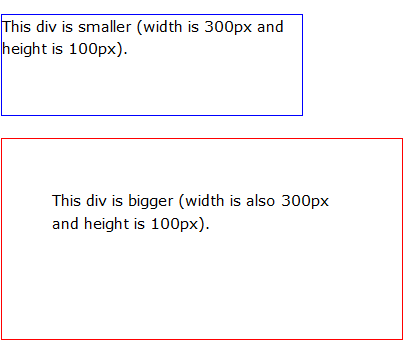 This div is smaller (width is 300px and
height is 100px).
This div is bigger (width is also 300px
and height is 100px).